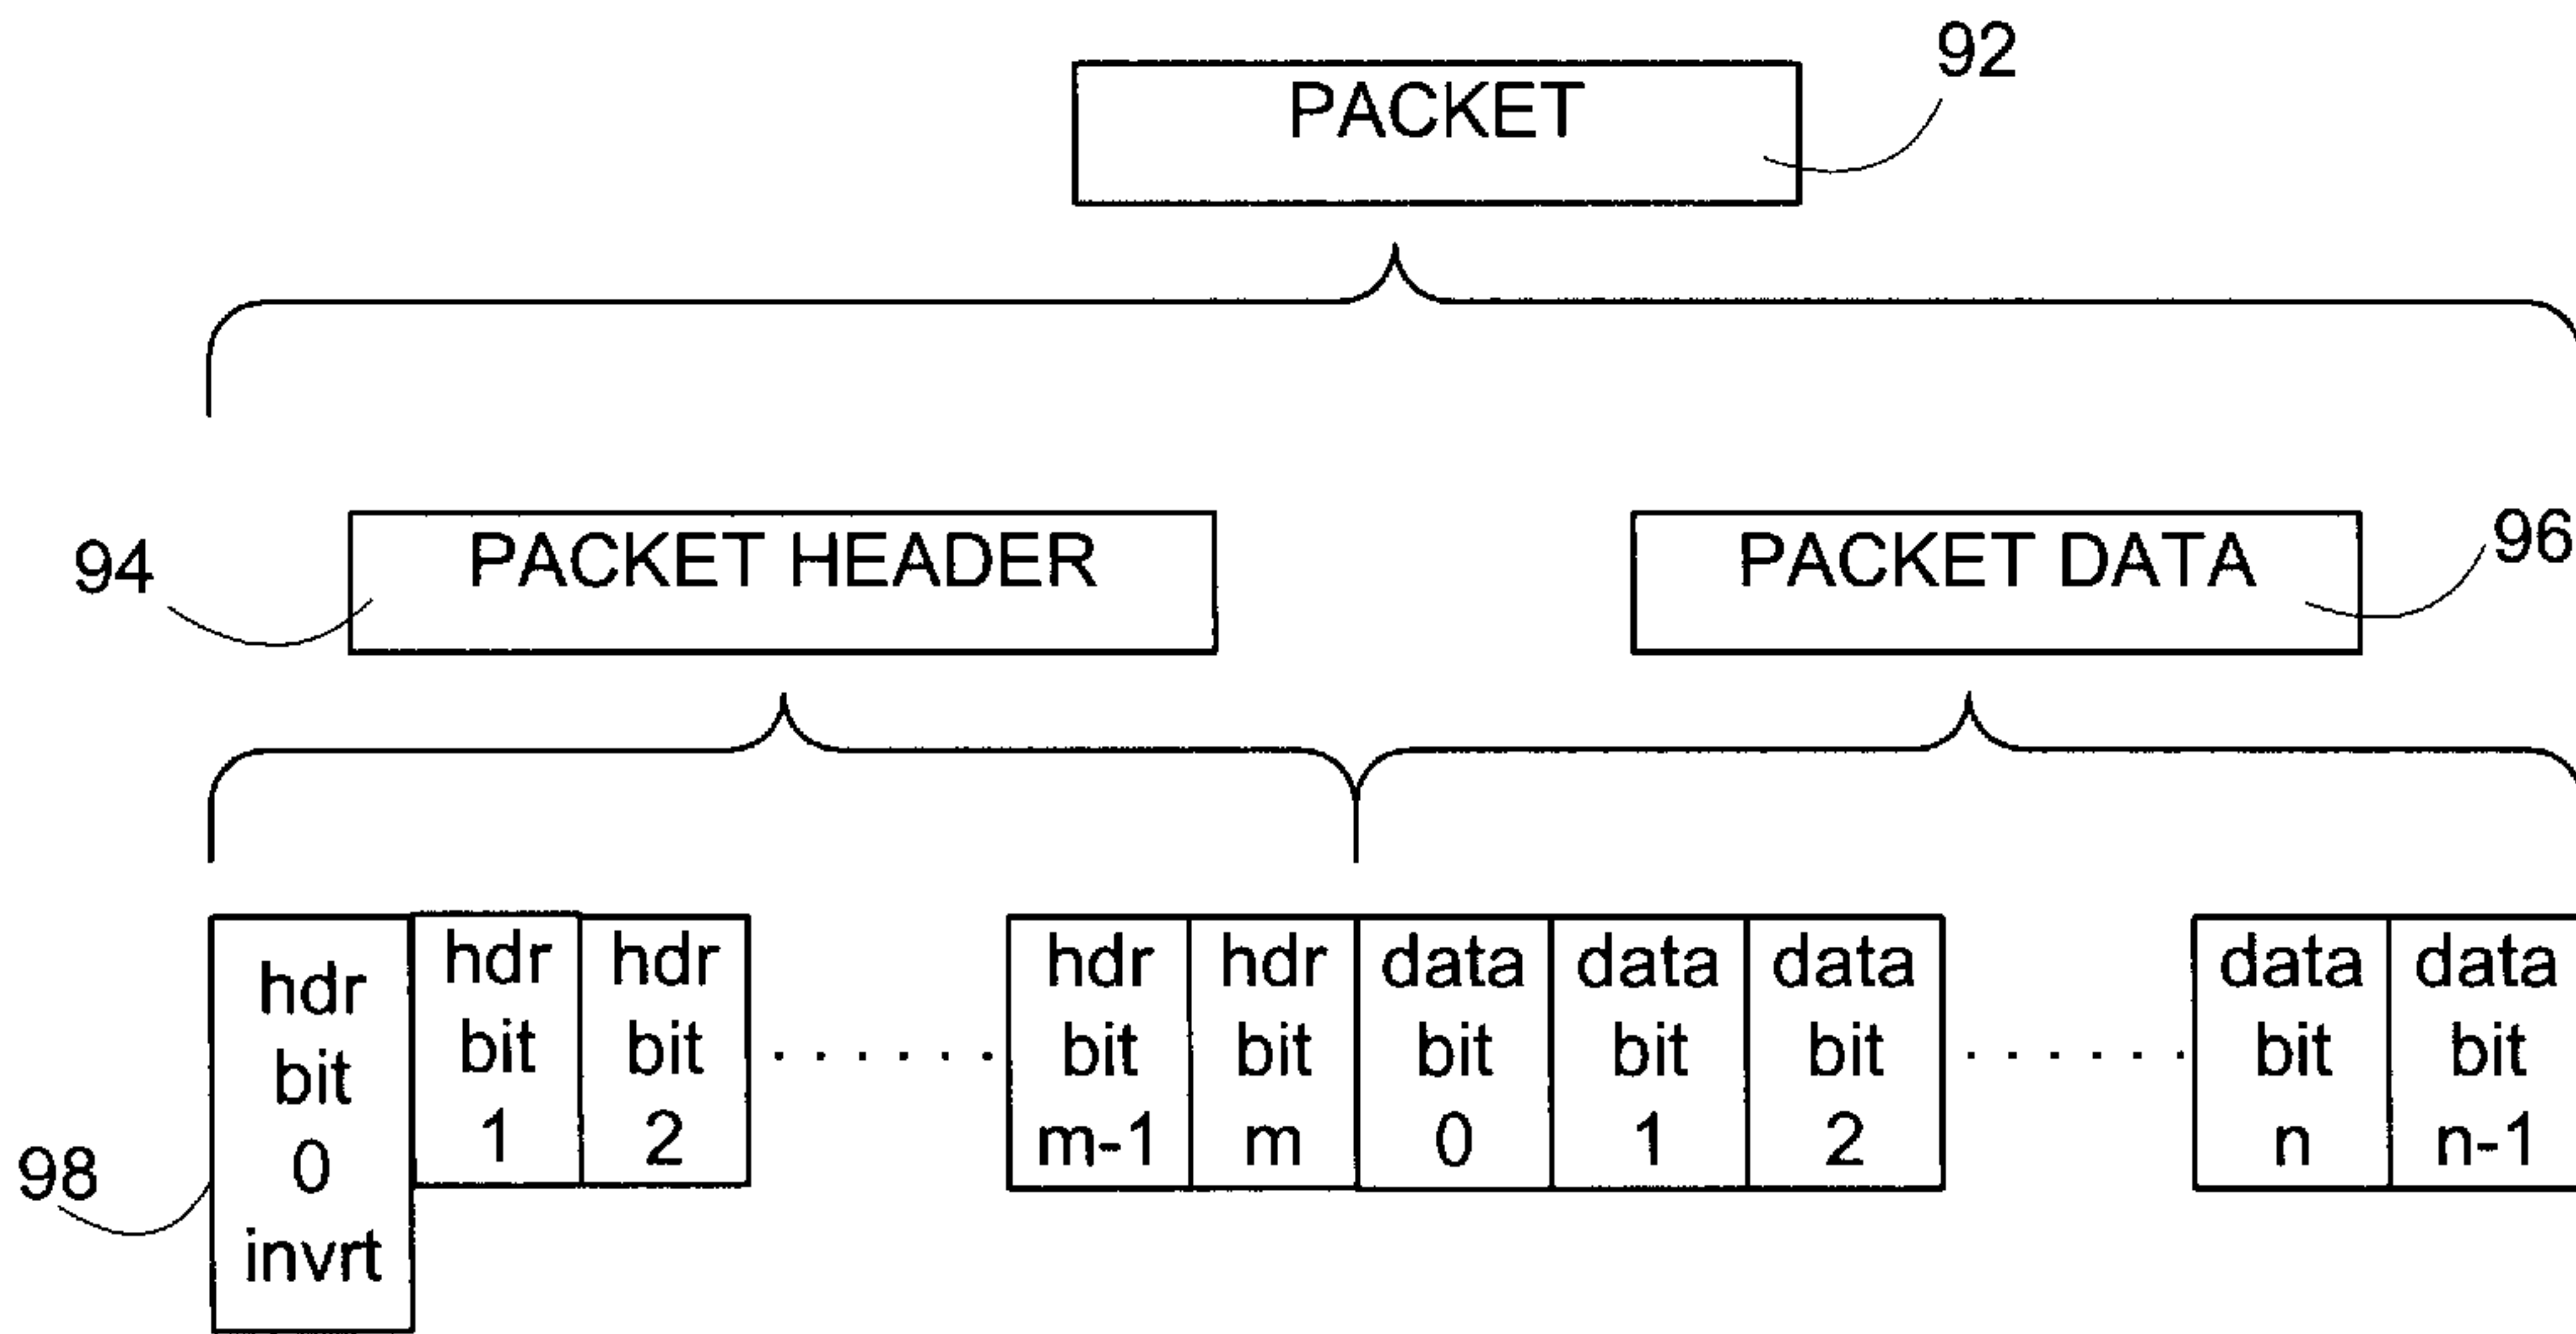 92
PACKET
94
PACKET HEADER
PACKET DATA
96
hdr
bit
0
invrt
hdr
bit
1
hdr
bit
2
. . . . . .
hdr
bit
m-1
hdr
bit
m
data
bit
0
data
bit
1
data
bit
2
. . . . . .
data
bit
n
data
bit
n-1
98